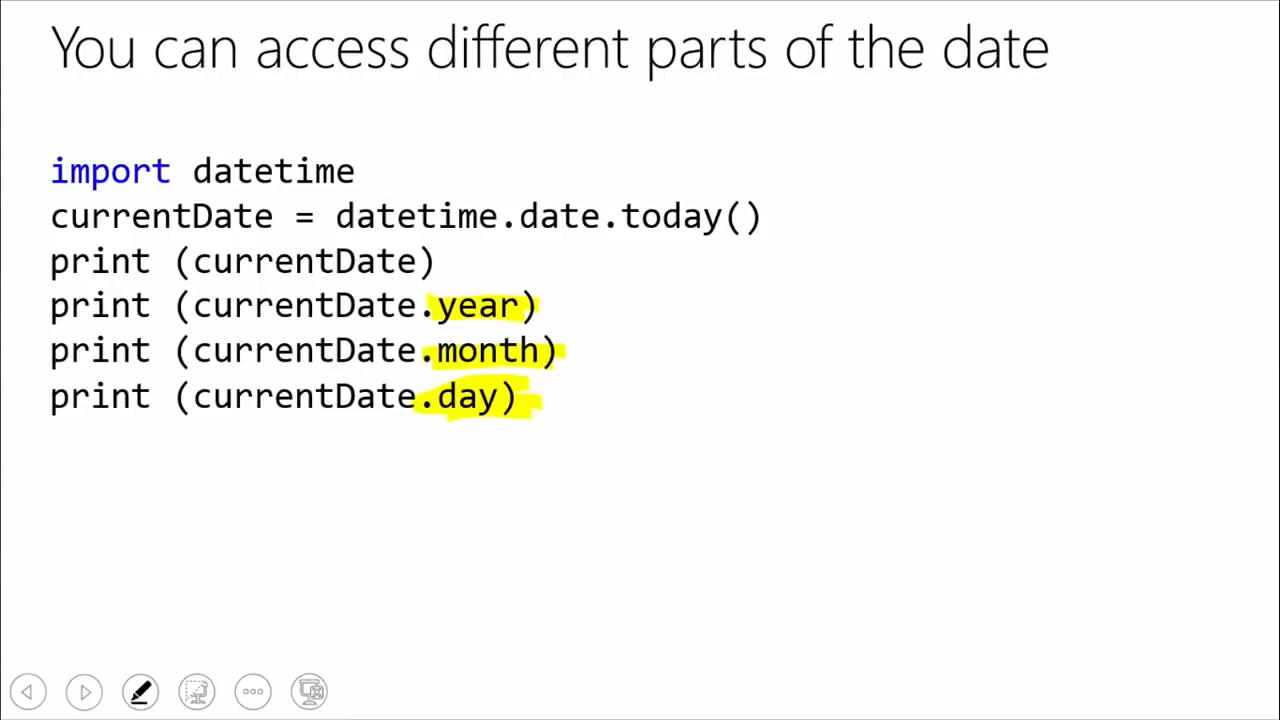 You can access different parts of the date
import datetime
currentDate = datetime.date.today()
print (currentDate)
print (currentDate.year)
print (currentDate.month)
print (currentDate.day)